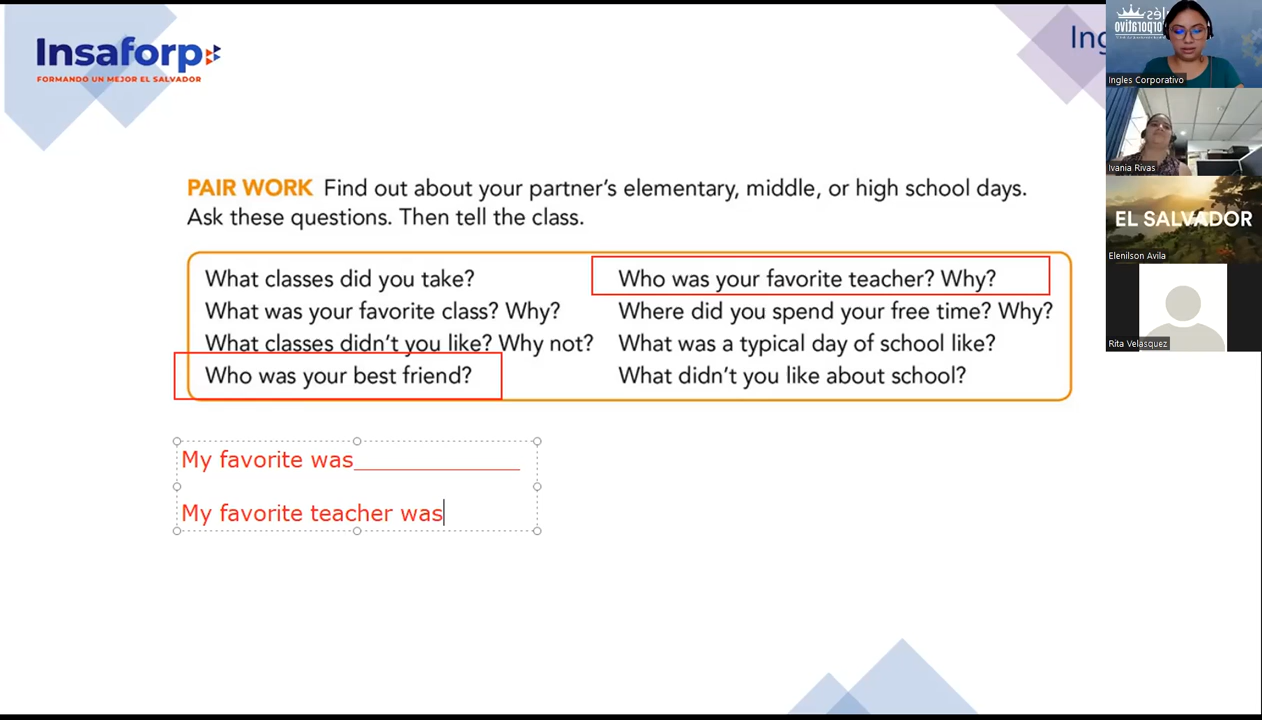 Insaforp
FORMANDO UN MEJOR EL SALVADOR
Ing
PAIR WORK Find out about your partner's elementary, middle, or high school days.
Ask these questions. Then tell the class.
What classes did you take?
What was your favorite class? Why?
What classes didn't you like? Why not?
Who was your best friend?
Who was your favorite teacher? Why?
Where did you spend your free time? Why?
What was a typical day of school like?
What didn't you like about school?
My favorite was_____________
My favorite teacher was
Ingles Corporativo
Ivania Rivas
EL SALVADOR
Elenilson Avila
Rita Velasquez